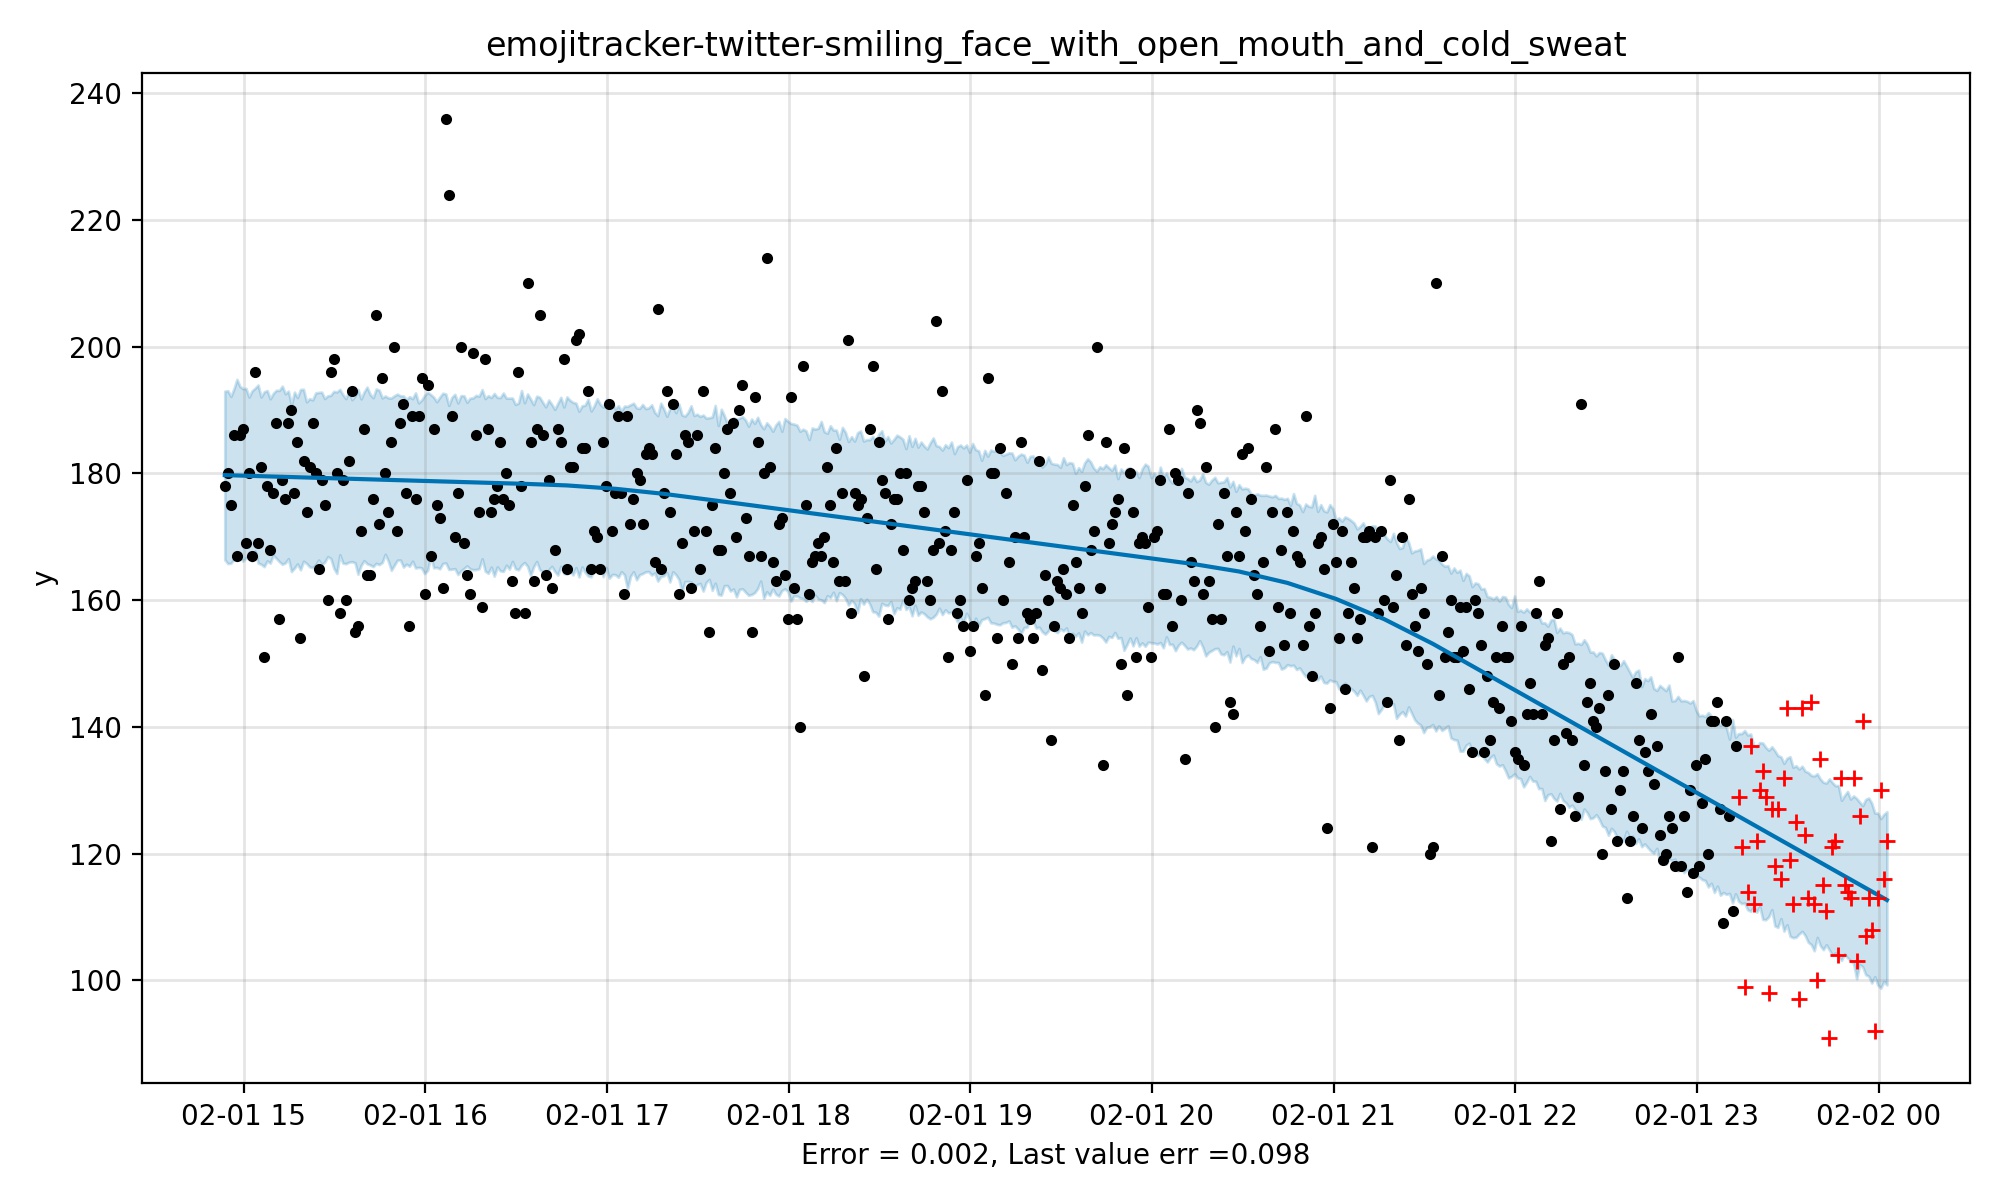 emojitracker-twitter-smiling_face_with_open_mouth_and_cold_sweat
240
220
200
180
160
140
120
100
y
02-01 15 02-01 16 02-01 17 02-01 18 02-01 19 02-01 20 02-01 21 02-01 22 02-01 23 02-02 00
Error = 0.002, Last value err =0.098